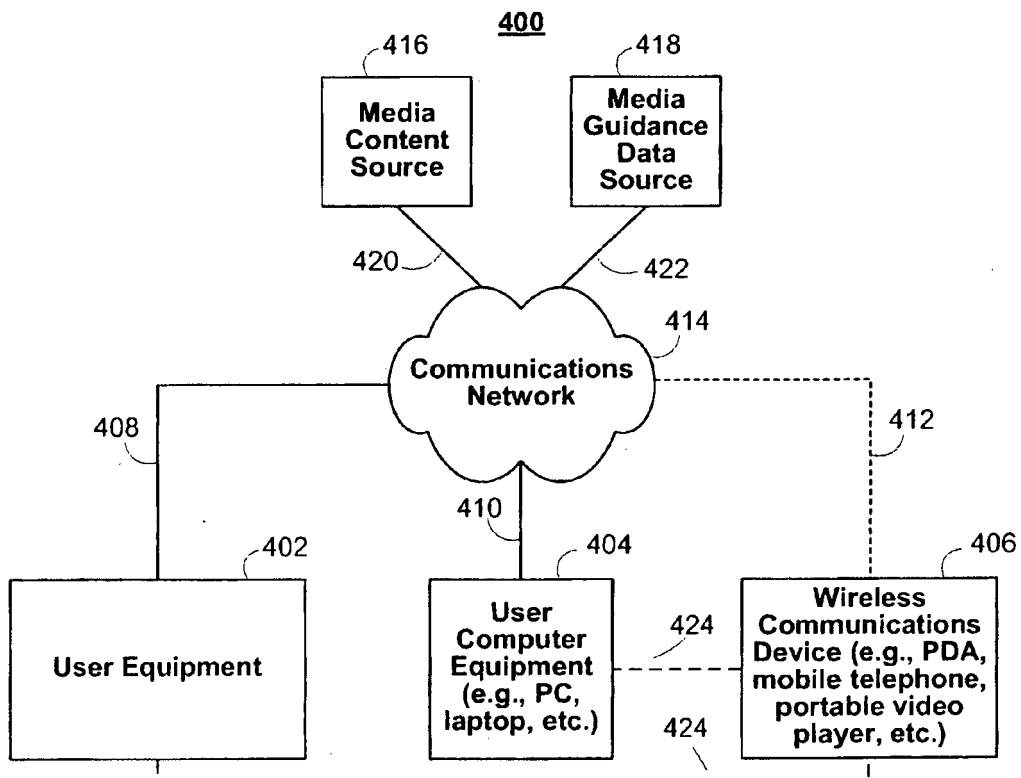 400
416
418
Media
Content
Source
Media
Guidance
Data
Source
420
422
414
Communications
Network
408
412
410
402
404
406
User Equipment
User
Computer
Equipment
(e.g., PC,
laptop, etc.)
424
Wireless
Communications
Device (e.g., PDA,
mobile telephone,
portable video
player, etc.)
424